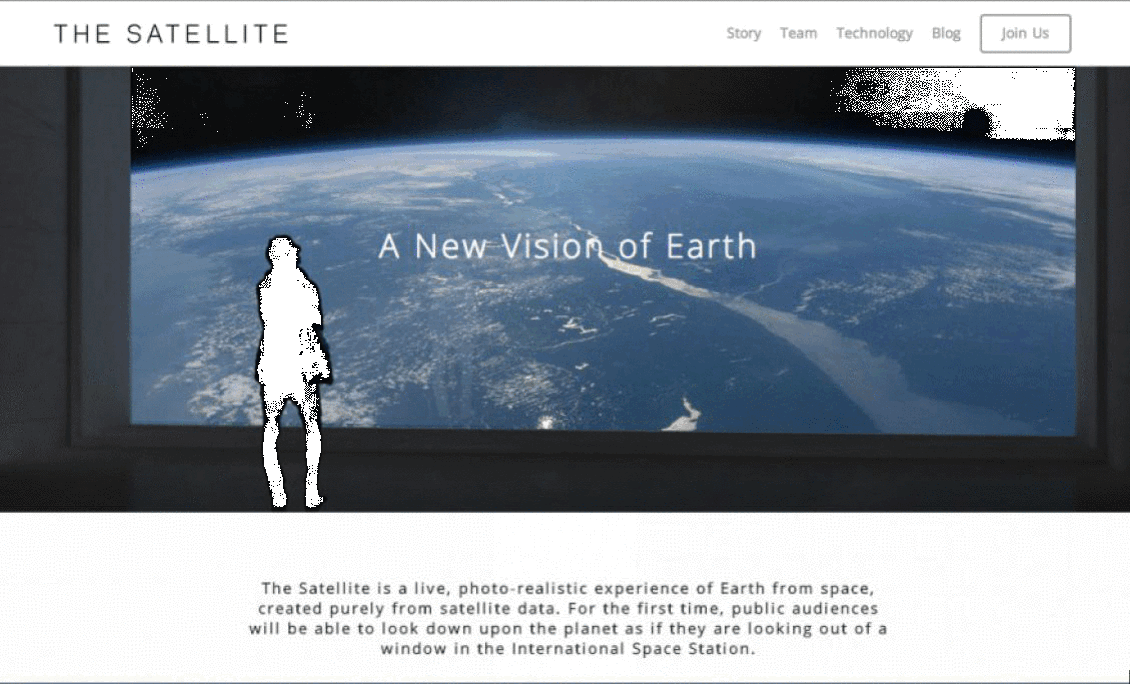 THE SATELLITE
Story Team Technology Blog Join Us
A New Vision of Earth
The Satellite is a live, photo-realistic experience of Earth from space,
created purely from satellite data. For the first time, public audiences
will be able to look down upon the planet as if they are looking out of a
window in the International Space Station.